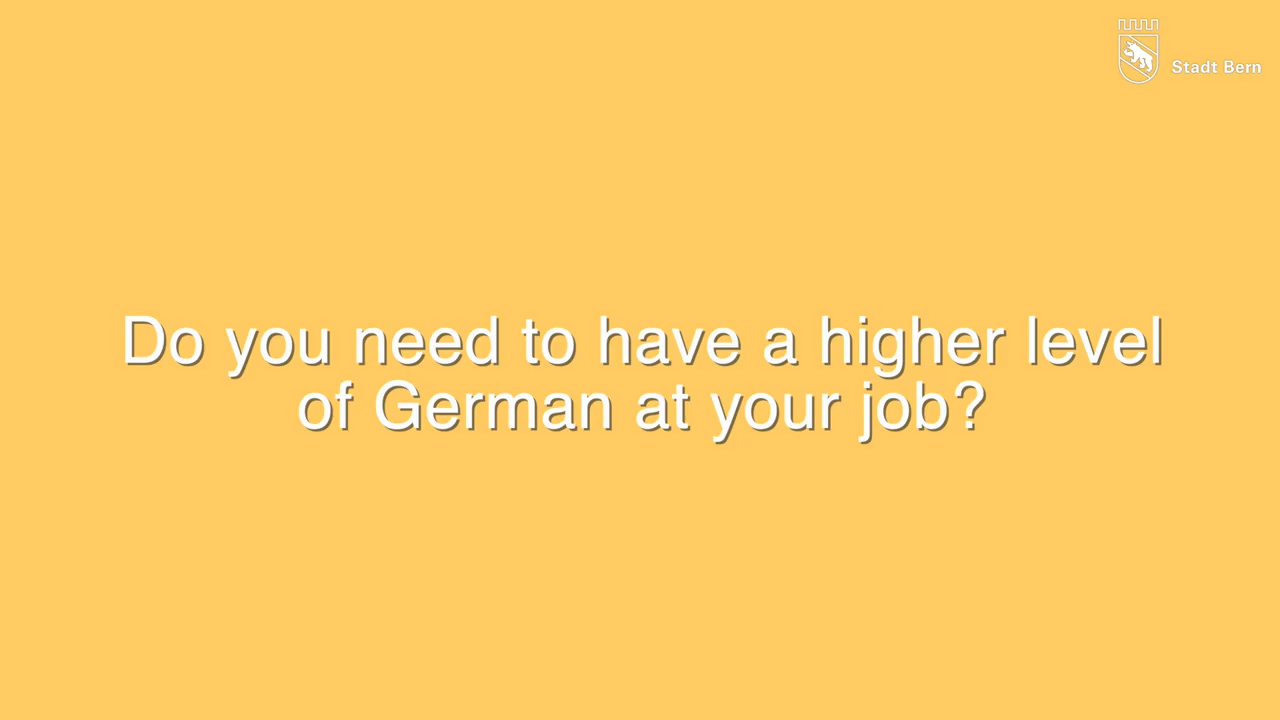 Stadt Bern
Do you need to have a higher level
of German at your job?